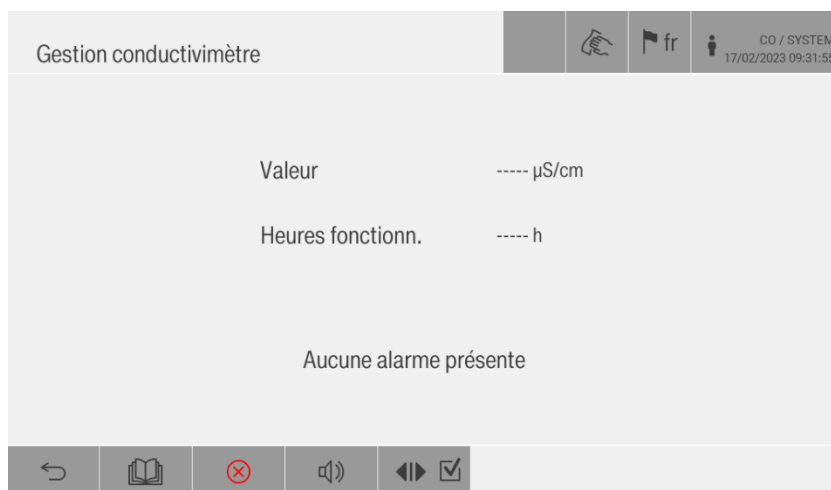 Gestion conductivimètre
fr
CO / SYSTEM
17/02/2023 09:31:55
Valeur ----- µS/cm
Heures fonctionn. ----- h
Aucune alarme présente